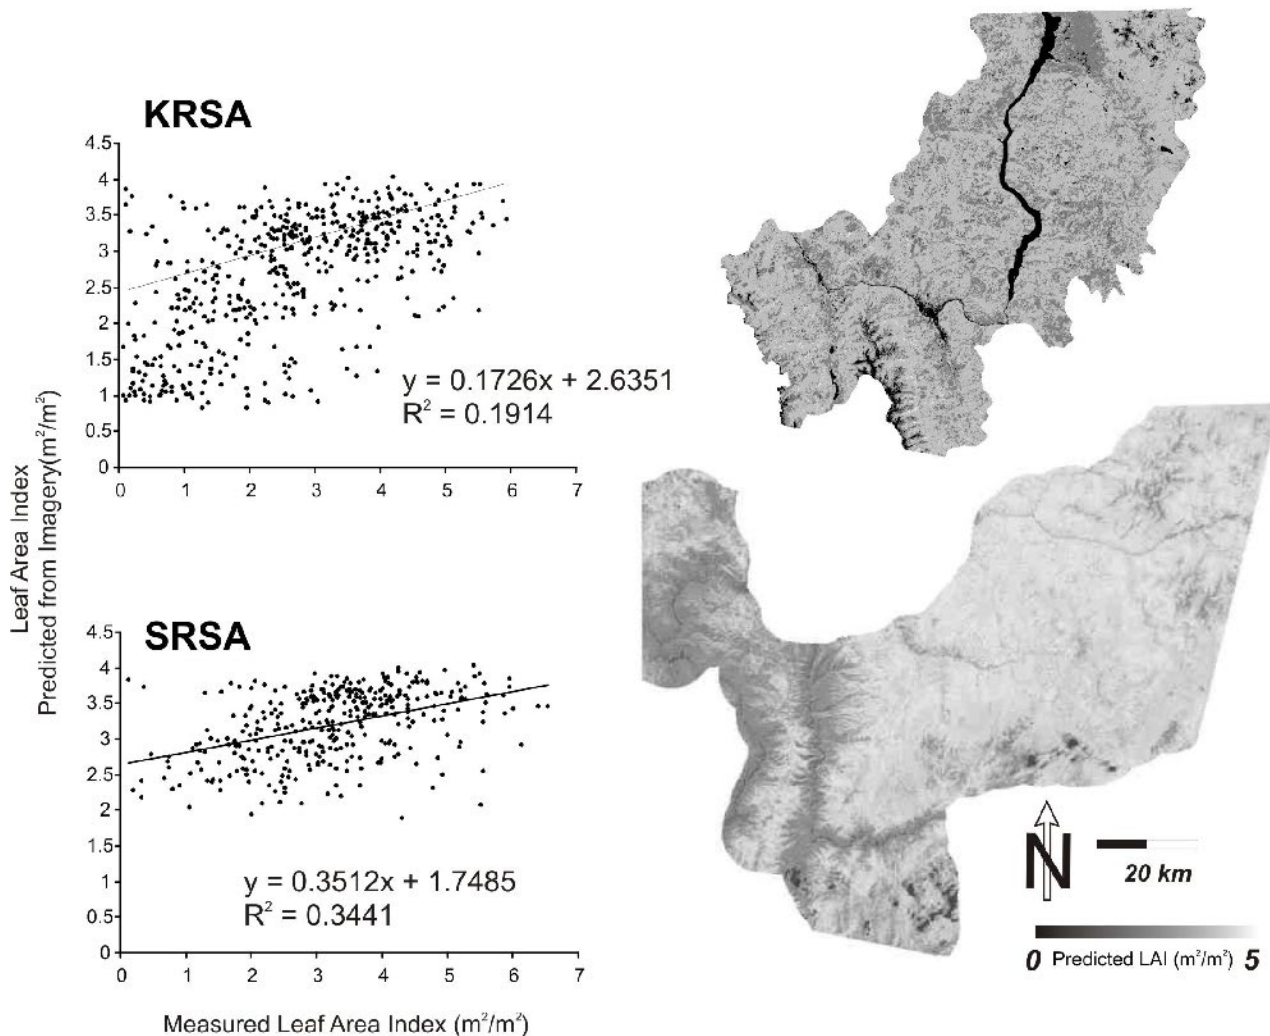 KRSA
4.5
4
3.5
3
2.5
2
1.5
1
0.5
0
0 1 2 3 4 5 6 7
y = 0.1726x + 2.6351
R² = 0.1914
Leaf Area Index
Predicted from Imagery(m²/m²)
SRSA
4.5
4
3.5
3
2.5
2
1.5
1
0.5
0
0 1 2 3 4 5 6 7
y = 0.3512x + 1.7485
R² = 0.3441
Measured Leaf Area Index (m²/m²)
N
20 km
0 Predicted LAI (m²/m²) 5